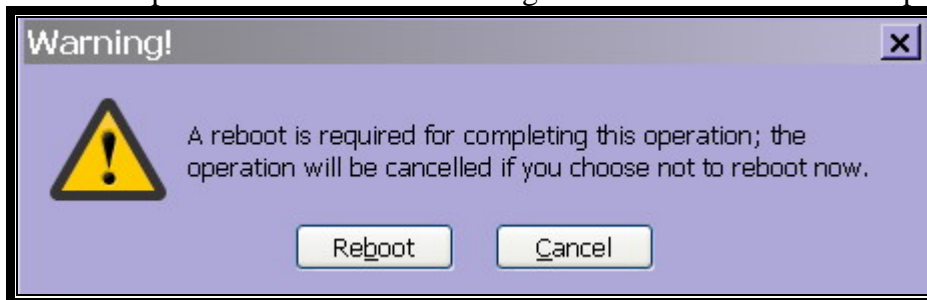 Warning!
A reboot is required for completing this operation; the
operation will be cancelled if you choose not to reboot now.
Reboot
Cancel